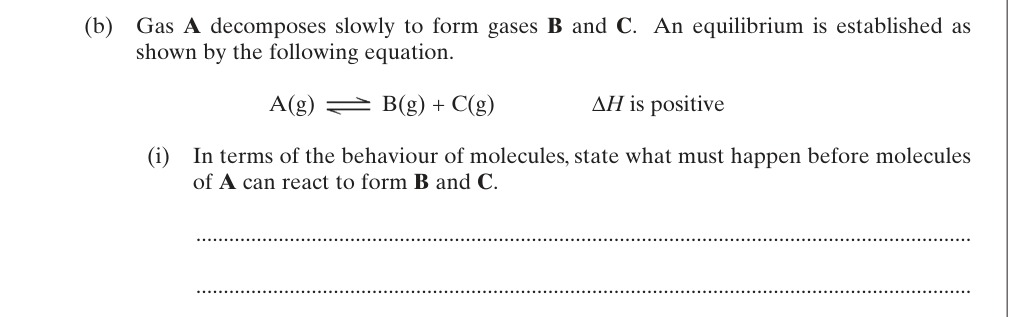 (b) Gas A decomposes slowly to form gases B and C. An equilibrium is established as
shown by the following equation.
A(g) ⇌ B(g) + C(g) ΔH is positive
(i) In terms of the behaviour of molecules, state what must happen before molecules
of A can react to form B and C.